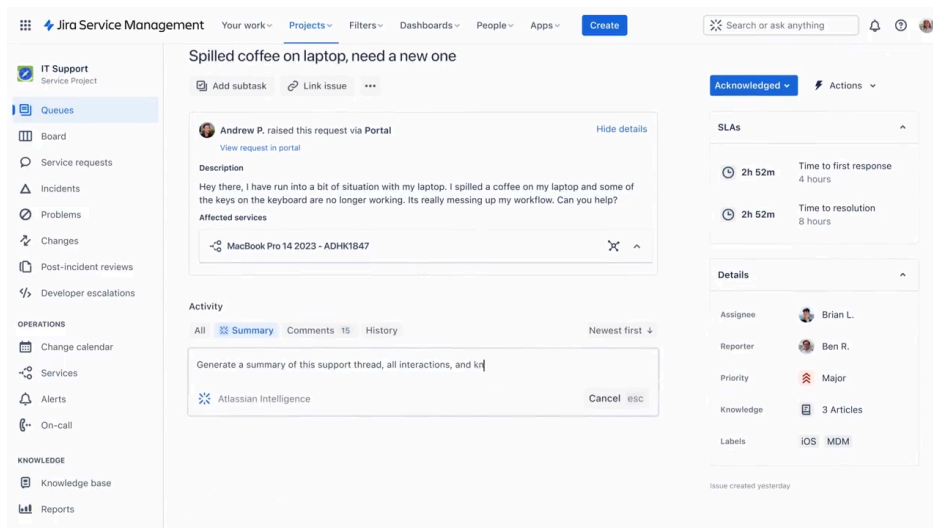 Jira Service Management
Your work
Projects
Filters
Dashboards
People
Apps
Create
Search or ask anything
IT Support
Service Project
Queues
Board
Service requests
Incidents
Problems
Changes
Post-incident reviews
Developer escalations
OPERATIONS
Change calendar
Services
Alerts
On-call
KNOWLEDGE
Knowledge base
Reports
Spilled coffee on laptop, need a new one
Add subtask
Link issue
Andrew P. raised this request via Portal
Hide details
View request in portal
Description
Hey there, I have run into a bit of situation with my laptop. I spilled a coffee on my laptop and some of
the keys on the keyboard are no longer working. Its really messing up my workflow. Can you help?
Affected services
MacBook Pro 14 2023 - ADHK1847
Activity
All
Summary
Comments 15
History
Newest first
Generate a summary of this support thread, all interactions, and kn
Atlassian Intelligence
Cancel esc
Acknowledged
Actions
SLAs
2h 52m
Time to first response
4 hours
2h 52m
Time to resolution
8 hours
Details
Assignee
Brian L.
Reporter
Ben R.
Priority
Major
Knowledge
3 Articles
Labels
iOS MDM
Issue created yesterday